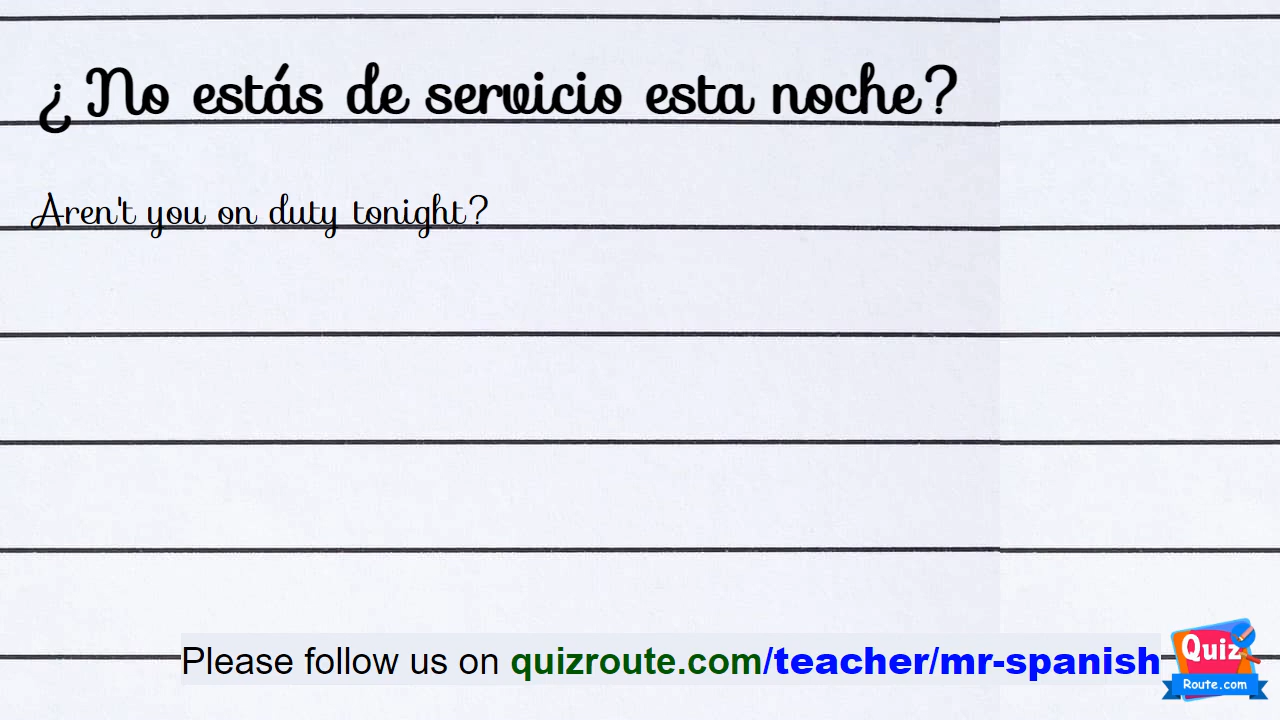 ¿ No estás de servicio esta noche?
Aren't you on duty tonight?
Please follow us on quizroute.com/teacher/mr-spanish
Quiz
Route.com